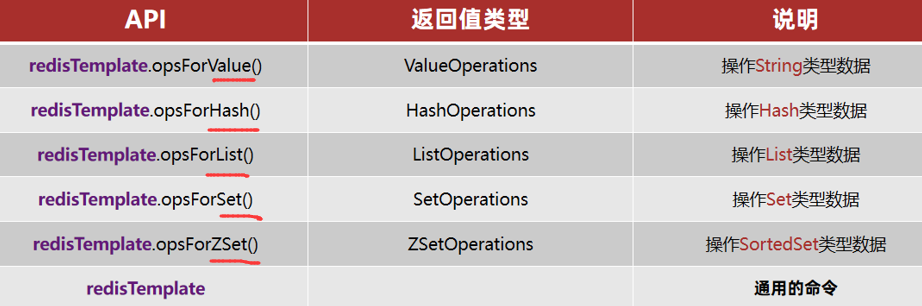 API 返回值类型 说明
redisTemplate.opsForValue() ValueOperations 操作String类型数据
redisTemplate.opsForHash() HashOperations 操作Hash类型数据
redisTemplate.opsForList() ListOperations 操作List类型数据
redisTemplate.opsForSet() SetOperations 操作Set类型数据
redisTemplate.opsForZSet() ZSetOperations 操作SortedSet类型数据
redisTemplate 通用的命令